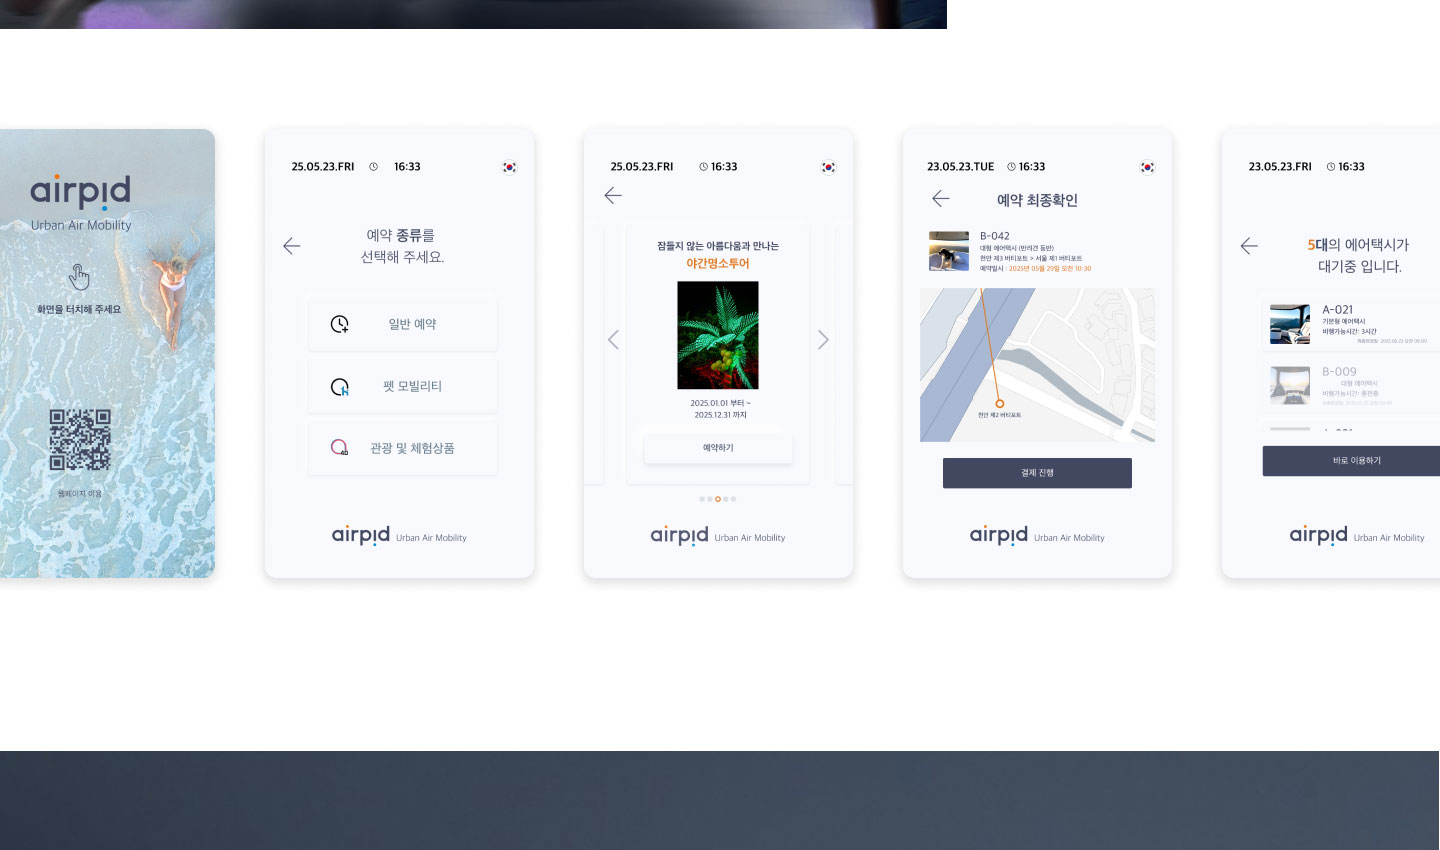 airpid
Urban Air Mobility
화면을 터치해 주세요
웹페이지 이용
25.05.23.FRI 16:33
예약 종류를
선택해 주세요.
일반 예약
펫 모빌리티
관광 및 체험상품
airpid Urban Air Mobility
25.05.23.FRI 16:33
잠들지 않는 아름다움과 만나는
야간명소투어
2025.01.01 부터 ~
2025.12.31 까지
예약하기
airpid Urban Air Mobility
23.05.23.TUE 16:33
예약 최종확인
B-042
대형 에어택시 (반려견 동반)
천안 제3 버티포트 > 서울 제1 버티포트
예약일시 : 2025년 05월 29일 오전 10:30
천안 제2 버티포트
결제 진행
airpid Urban Air Mobility
23.05.23.FRI 16:33
5대의 에어택시가
대기중 입니다.
A-021
기본형 에어택시
비행가능시간: 3시간
B-009
대형 에어택시
비행가능시간: 충전중
바로 이용하기
airpid Urban Air Mobility